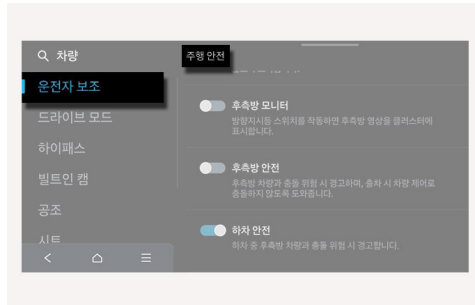 차량
주행 안전
운전자 보조
드라이브 모드
하이패스
빌트인 캠
공조
시트
후측방 모니터
방향지시등 스위치를 작동하면 후측방 영상을 클러스터에
표시합니다.
후측방 안전
후측방 차량과 충돌 위험 시 경고하며, 출차 시 차량 제어로
충돌하지 않도록 도와줍니다.
하차 안전
하차 중 후측방 차량과 충돌 위험 시 경고합니다.